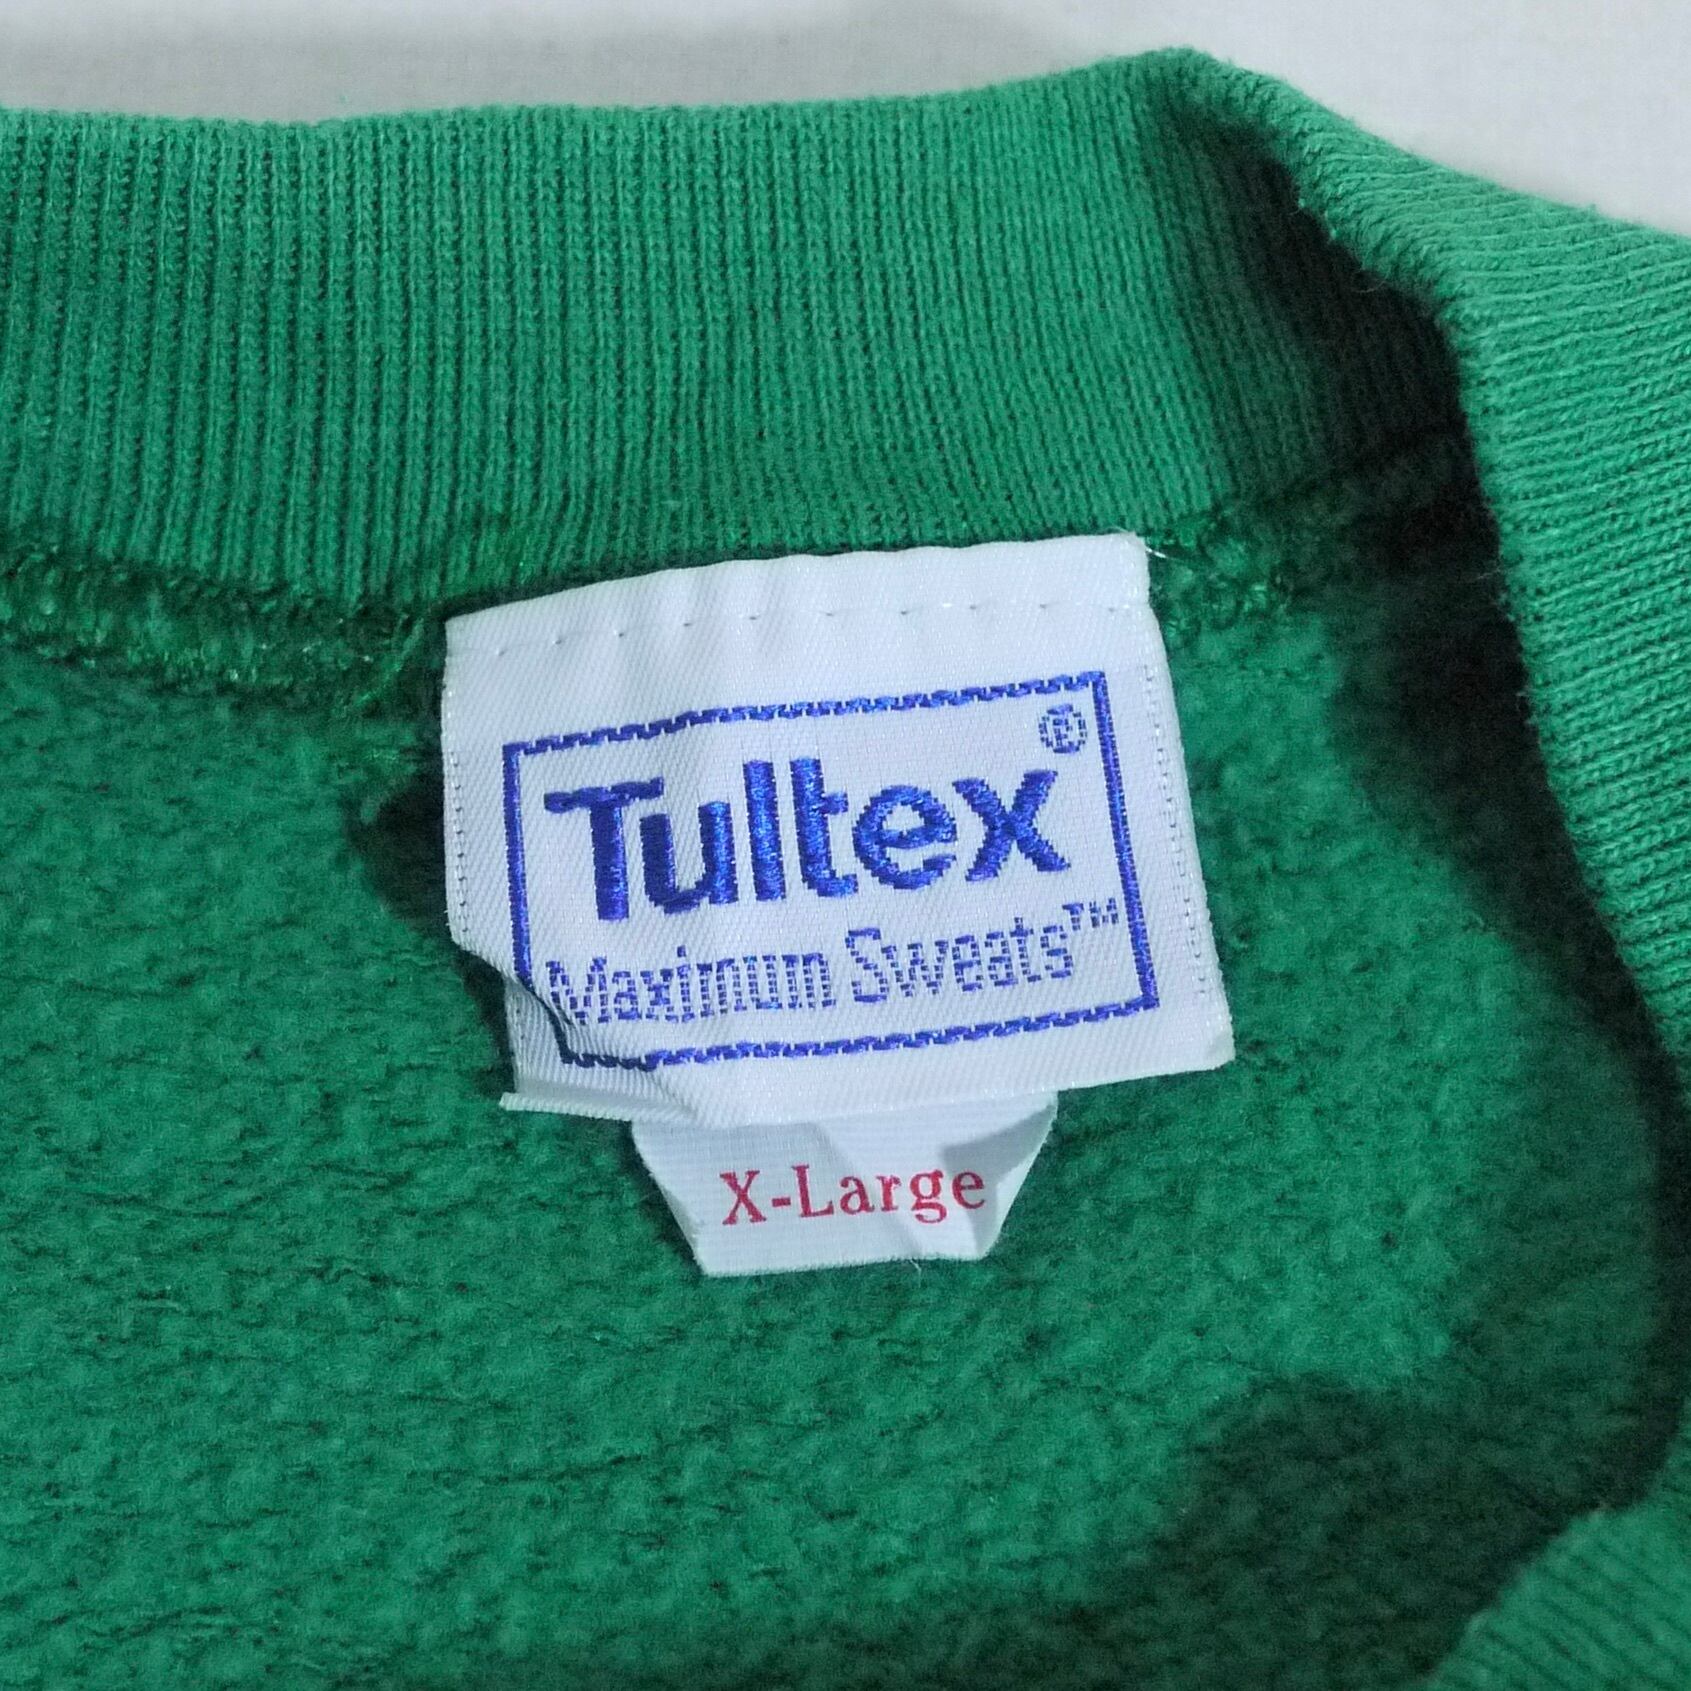 Tultex®
Maximum Sweats™
X-Large